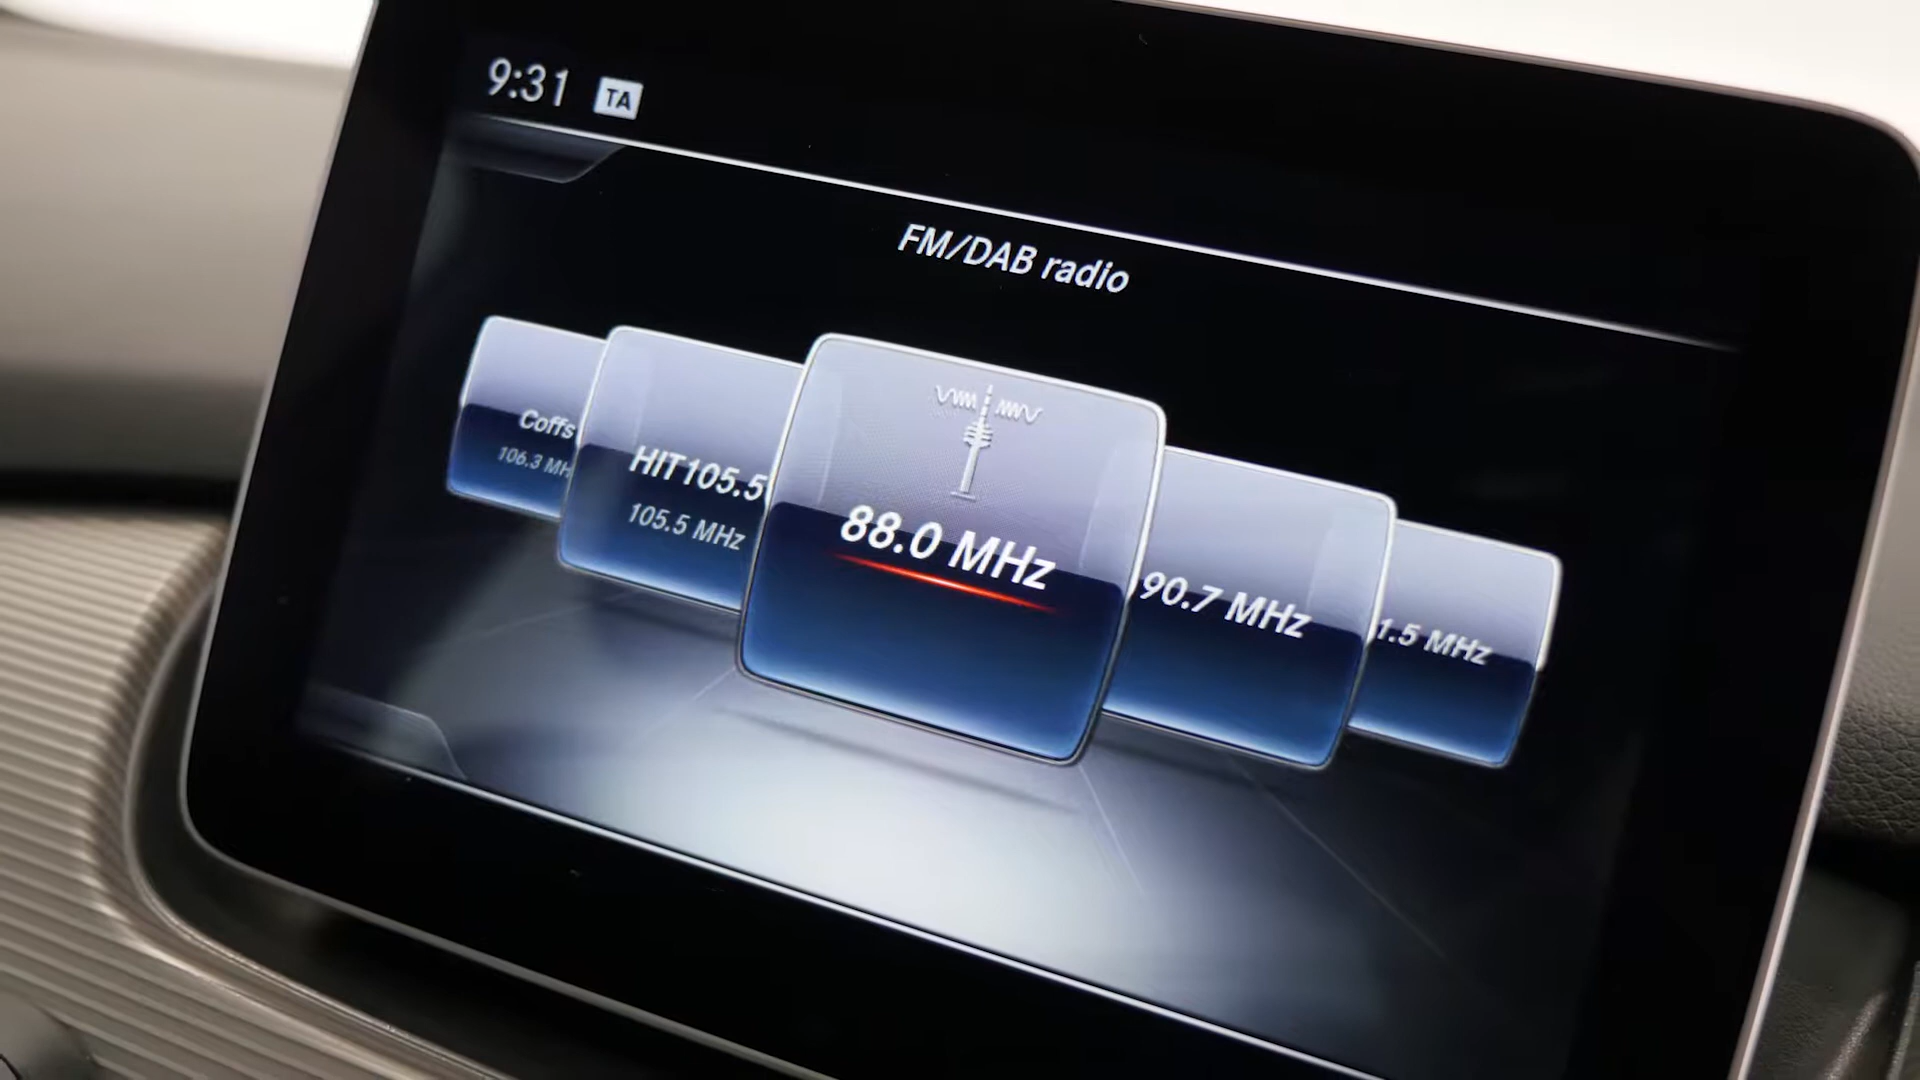 9:31 TA
FM/DAB radio
Coffs
106.3 MH
HIT105.5
105.5 MHz
88.0 MHz
90.7 MHz
1.5 MHz